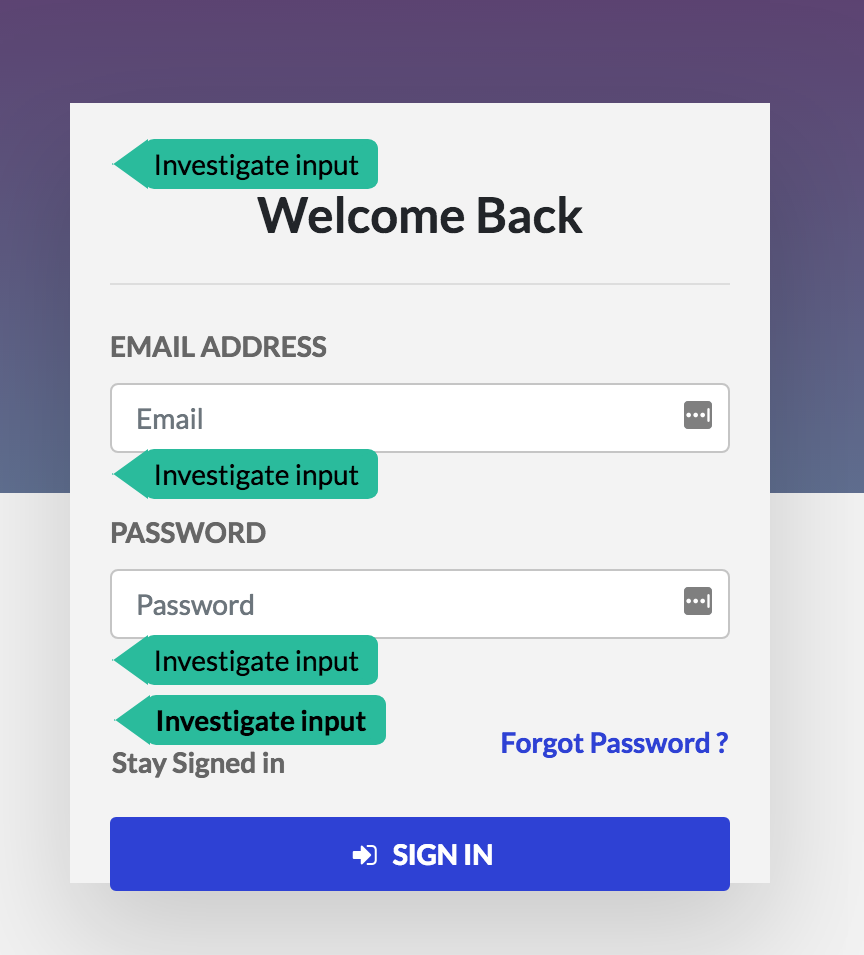 Investigate input
Welcome Back
EMAIL ADDRESS
Email
Investigate input
PASSWORD
Password
Investigate input
Investigate input
Forgot Password ?
Stay Signed in
SIGN IN